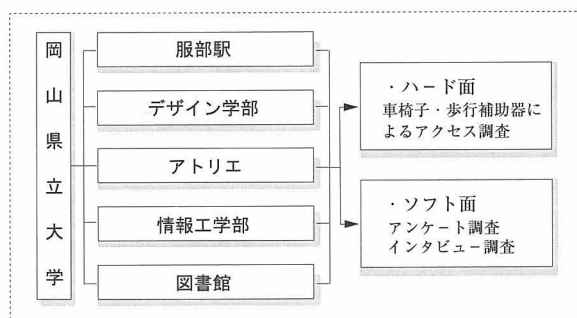 岡山県立大学
服部駅
デザイン学部
アトリエ
情報工学部
図書館
・ハード面
車椅子・歩行補助器に
よるアクセス調査
・ソフト面
アンケート調査
インタビュー調査